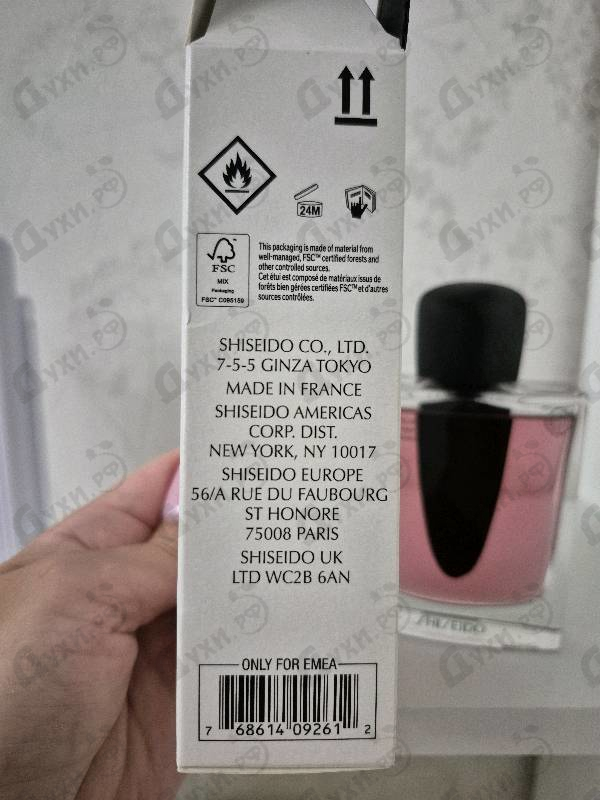 24M
FSC
MIX
Packaging
FSC™ C095159
This packaging is made of material from
well-managed, FSC™ certified forests and
other controlled sources.
Cet étui est composé de matériaux issus de
forêts bien gérées certifiées FSC™ et d'autres
sources contrôlées.
SHISEIDO CO., LTD.
7-5-5 GINZA TOKYO
MADE IN FRANCE
SHISEIDO AMERICAS
CORP. DIST.
NEW YORK, NY 10017
SHISEIDO EUROPE
56/A RUE DU FAUBOURG
ST HONORE
75008 PARIS
SHISEIDO UK
LTD WC2B 6AN
ONLY FOR EMEA
7 68614 09261 2
SHISEIDO
Духи.рф